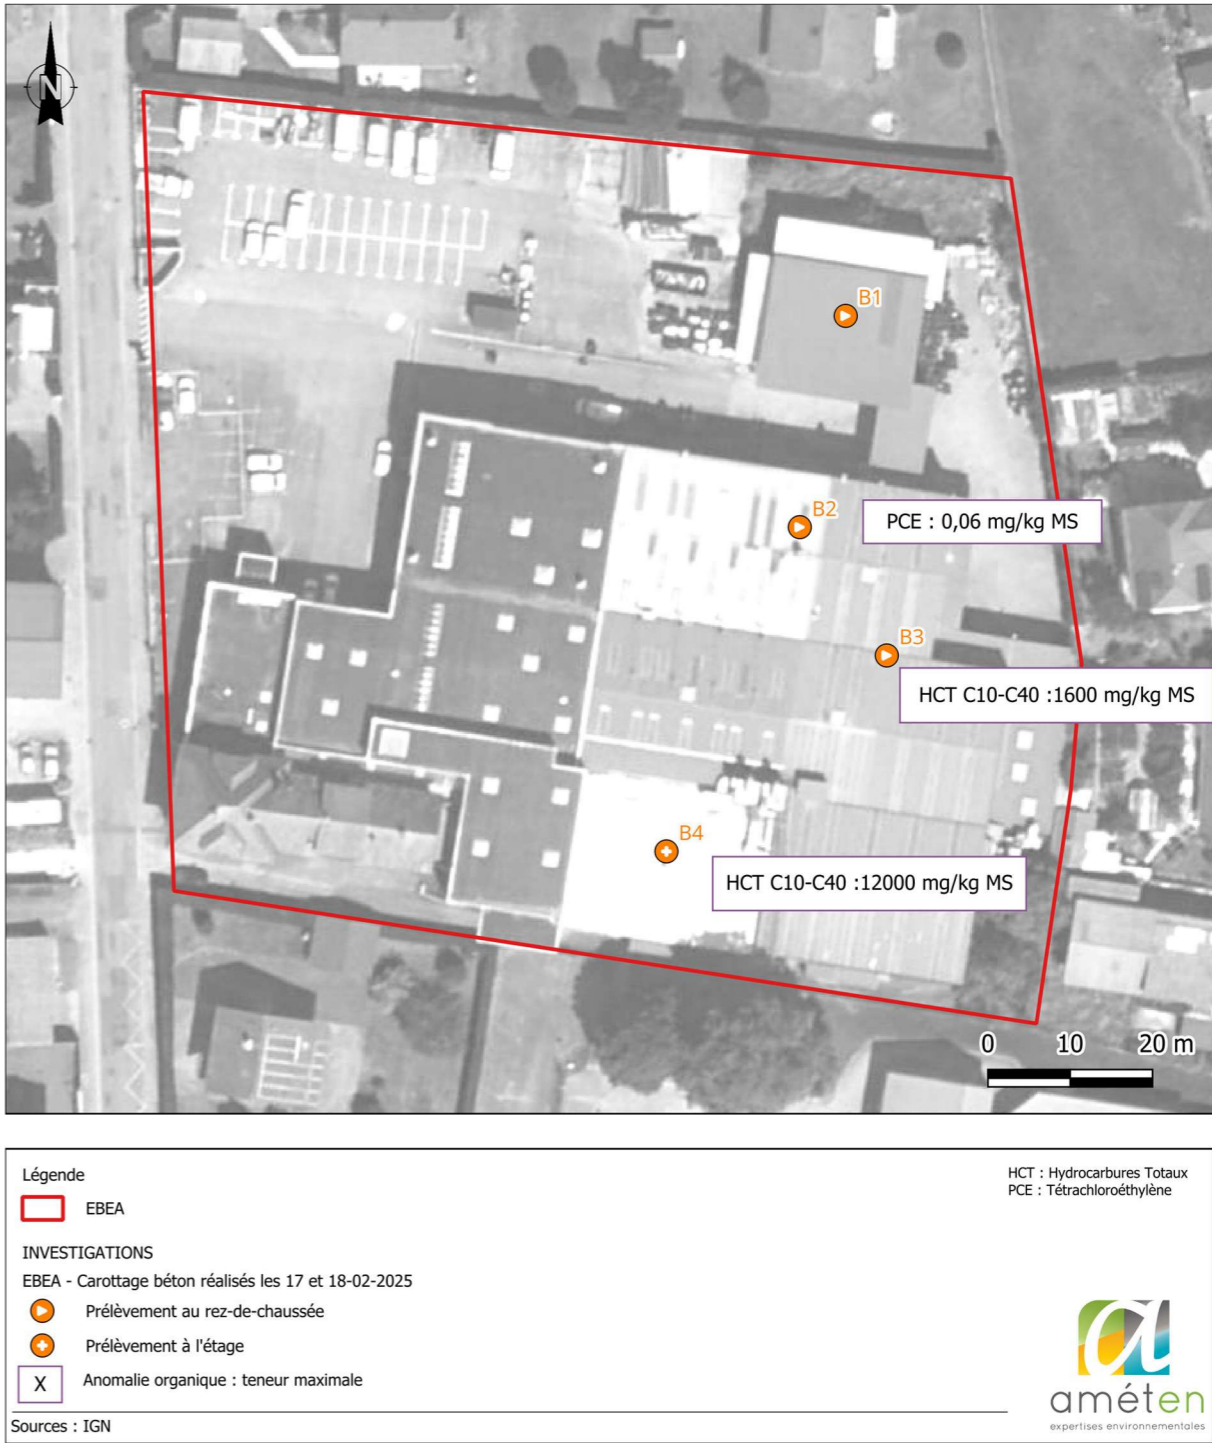 N
B1
B2
PCE : 0,06 mg/kg MS
B3
HCT C10-C40 :1600 mg/kg MS
B4
HCT C10-C40 :12000 mg/kg MS
0 10 20 m
Légende
HCT : Hydrocarbures Totaux
PCE : Tétrachloroéthylène
EBEA
INVESTIGATIONS
EBEA - Carottage béton réalisés les 17 et 18-02-2025
Prélèvement au rez-de-chaussée
Prélèvement à l'étage
X Anomalie organique : teneur maximale
a
améten
expertises environnementales
Sources : IGN